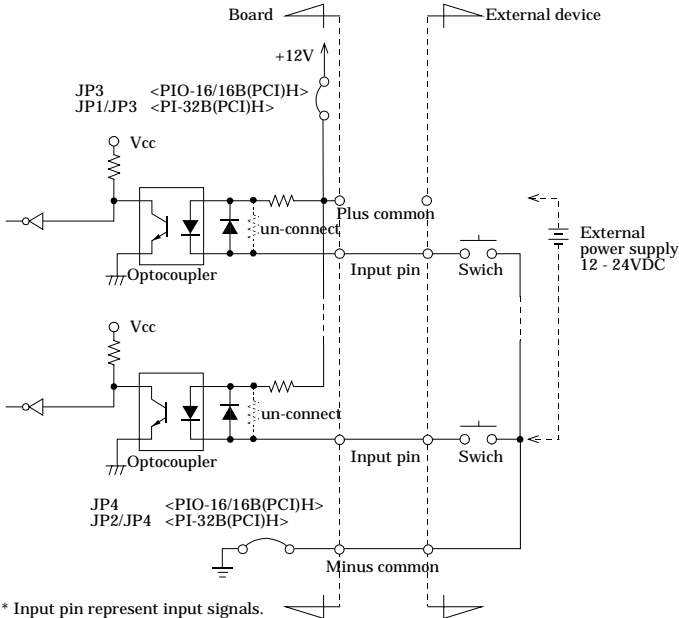 Board
External device
+12V
JP3 <PIO-16/16B(PCI)H>
JP1/JP3 <PI-32B(PCI)H>
Vcc
Plus common
un-connect
External
power supply
12 - 24VDC
Input pin
Swich
Optocoupler
Vcc
un-connect
Input pin
Swich
Optocoupler
JP4 <PIO-16/16B(PCI)H>
JP2/JP4 <PI-32B(PCI)H>
Minus common
* Input pin represent input signals.